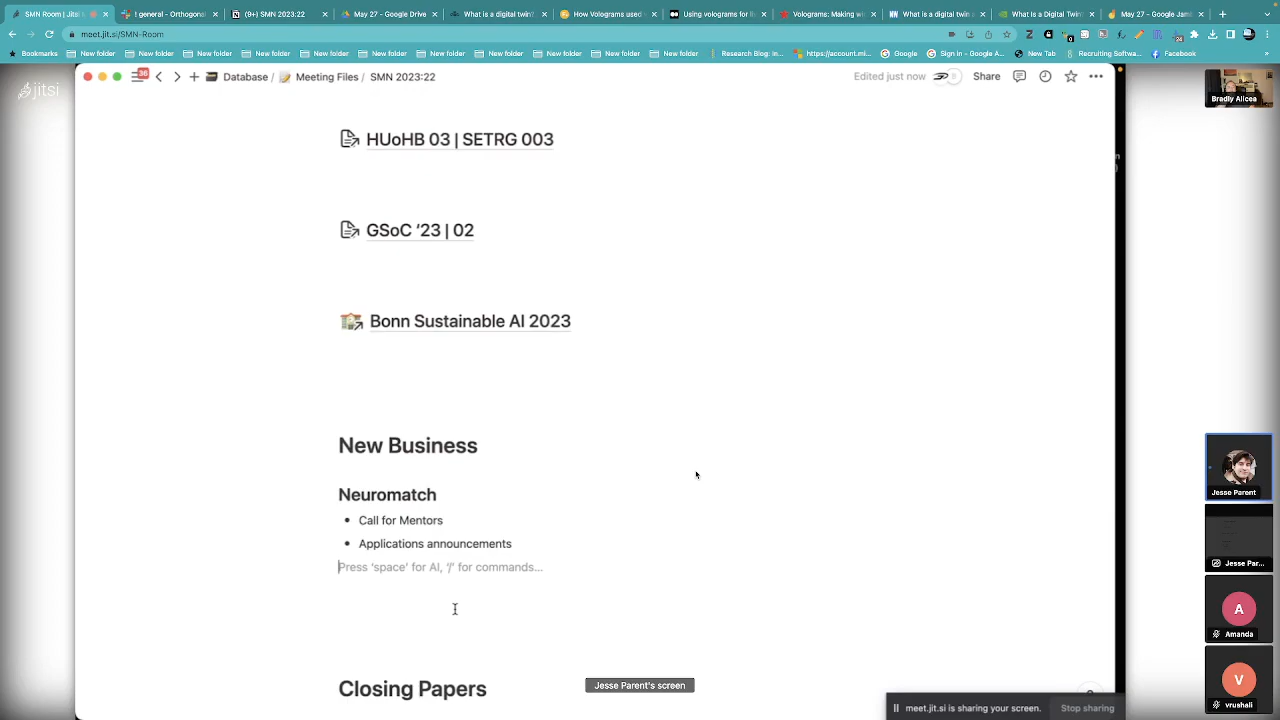 SMN Room | Jitsi
! general - Orthogonal
(9+) SMN 2023:22
May 27 - Google Drive
What is a digital twin?
How Volograms used
Using volograms for
Volograms: Making
What is a digital twin
What Is a Digital Twin
May 27 - Google Jam
meet.jit.si/SMN-Room
Bookmarks
New folder
New folder
New folder
New folder
New folder
New folder
New folder
New folder
New folder
New folder
New folder
Research Blog: In...
https://account.mi...
Google
Sign In - Google A...
New Tab
Recruiting Softwa...
Facebook
jitsi
36
Database / Meeting Files / SMN 2023:22
Edited just now
Share
Bradly Alicea
HUoHB 03 | SETRG 003
GSoC ‘23 | 02
Bonn Sustainable AI 2023
New Business
Neuromatch
• Call for Mentors
• Applications announcements
Press ‘space’ for AI, ‘/’ for commands...
Closing Papers
Jesse Parent's screen
Jesse Parent
Jesse Par...
A
Amanda
V
vrushali
meet.jit.si is sharing your screen.
Stop sharing